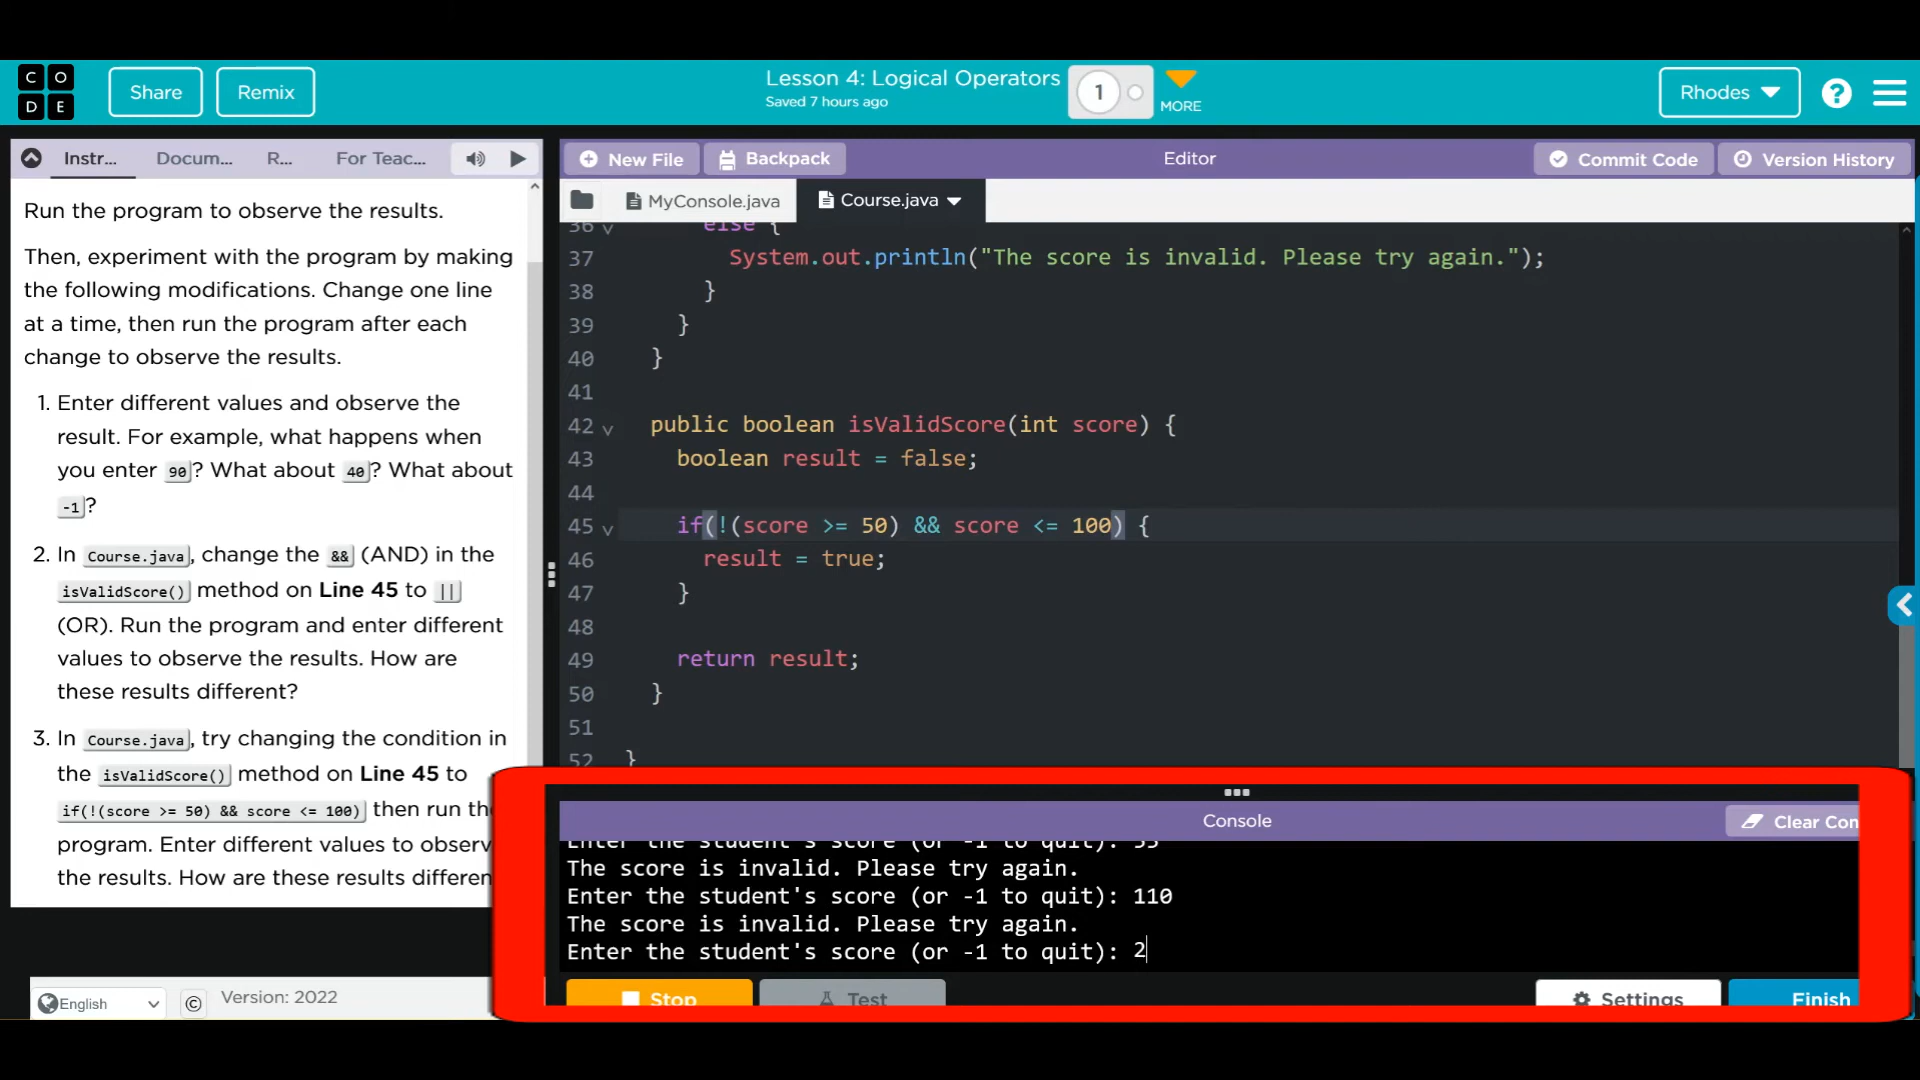 C O
D E
Share
Remix
Lesson 4: Logical Operators
Saved 7 hours ago
1
MORE
Rhodes
?
Instr...
Docum...
R...
For Teac...
New File
Backpack
Editor
Commit Code
Version History
MyConsole.java
Course.java
Run the program to observe the results.
Then, experiment with the program by making
the following modifications. Change one line
at a time, then run the program after each
change to observe the results.
1. Enter different values and observe the
result. For example, what happens when
you enter 90? What about 40? What about
-1?
2. In Course.java, change the && (AND) in the
isValidScore() method on Line 45 to ||
(OR). Run the program and enter different
values to observe the results. How are
these results different?
3. In Course.java, try changing the condition in
the isValidScore() method on Line 45 to
if(!(score >= 50) && score <= 100) then run the
program. Enter different values to observ
the results. How are these results differen
36 else {
37 System.out.println("The score is invalid. Please try again.");
38 }
39 }
40 }
41
42 public boolean isValidScore(int score) {
43 boolean result = false;
44
45 if(!(score >= 50) && score <= 100) {
46 result = true;
47 }
48
49 return result;
50 }
51
52 }
Console
Clear Con
Enter the student's score (or -1 to quit): 55
The score is invalid. Please try again.
Enter the student's score (or -1 to quit): 110
The score is invalid. Please try again.
Enter the student's score (or -1 to quit): 2
Stop
Test
Settings
Finish
English
©
Version: 2022